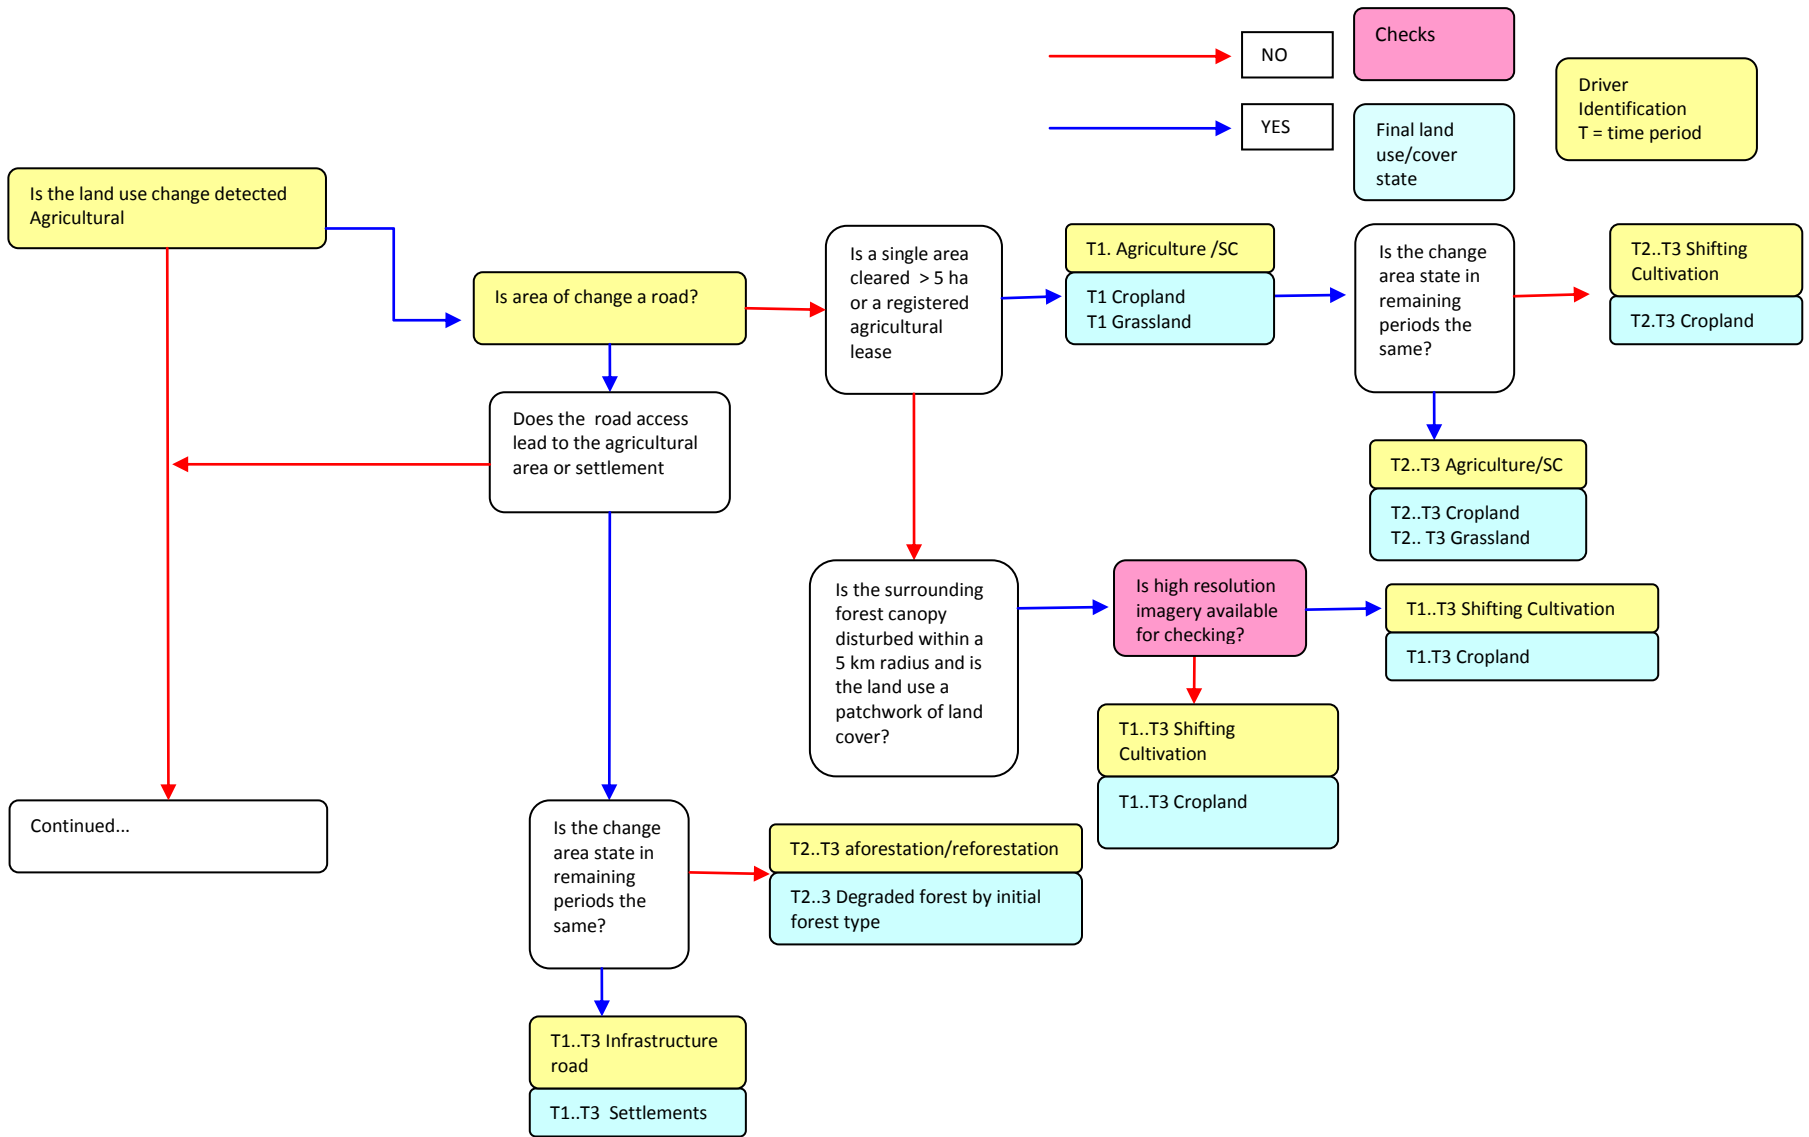 NO
Checks
YES
Final land
use/cover
state
Driver
Identification
T = time period
Is the land use change detected
Agricultural
Is area of change a road?
Is a single area
cleared  > 5 ha
or a registered
agricultural
lease
T1. Agriculture /SC
T1 Cropland
T1 Grassland
Is the change
area state in
remaining
periods the
same?
T2..T3 Shifting
Cultivation
T2.T3 Cropland
Does the  road access
lead to the agricultural
area or settlement
T2..T3 Agriculture/SC
T2..T3 Cropland
T2.. T3 Grassland
Is the surrounding
forest canopy
disturbed within a
5 km radius and is
the land use a
patchwork of land
cover?
Is high resolution
imagery available
for checking?
T1..T3 Shifting Cultivation
T1.T3 Cropland
T1..T3 Shifting
Cultivation
T1..T3 Cropland
Continued...
Is the change
area state in
remaining
periods the
same?
T2..T3 aforestation/reforestation
T2..3 Degraded forest by initial
forest type
T1..T3 Infrastructure
road
T1..T3  Settlements